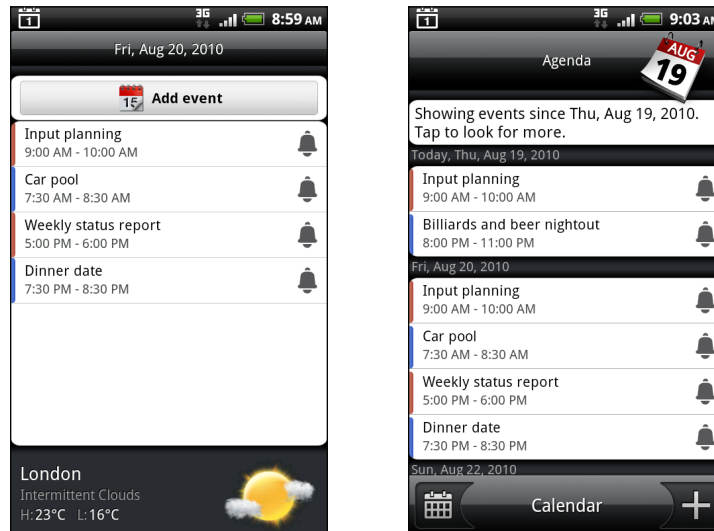 1
3G
8:59 AM
Fri, Aug 20, 2010
15
Add event
Input planning
9:00 AM - 10:00 AM
Car pool
7:30 AM - 8:30 AM
Weekly status report
5:00 PM - 6:00 PM
Dinner date
7:30 PM - 8:30 PM
London
Intermittent Clouds
H:23°C L:16°C
1
3G
9:03 AM
Agenda
AUG
19
Showing events since Thu, Aug 19, 2010.
Tap to look for more.
Today, Thu, Aug 19, 2010
Input planning
9:00 AM - 10:00 AM
Billiards and beer nightout
8:00 PM - 11:00 PM
Fri, Aug 20, 2010
Input planning
9:00 AM - 10:00 AM
Car pool
7:30 AM - 8:30 AM
Weekly status report
5:00 PM - 6:00 PM
Dinner date
7:30 PM - 8:30 PM
Sun, Aug 22, 2010
Calendar